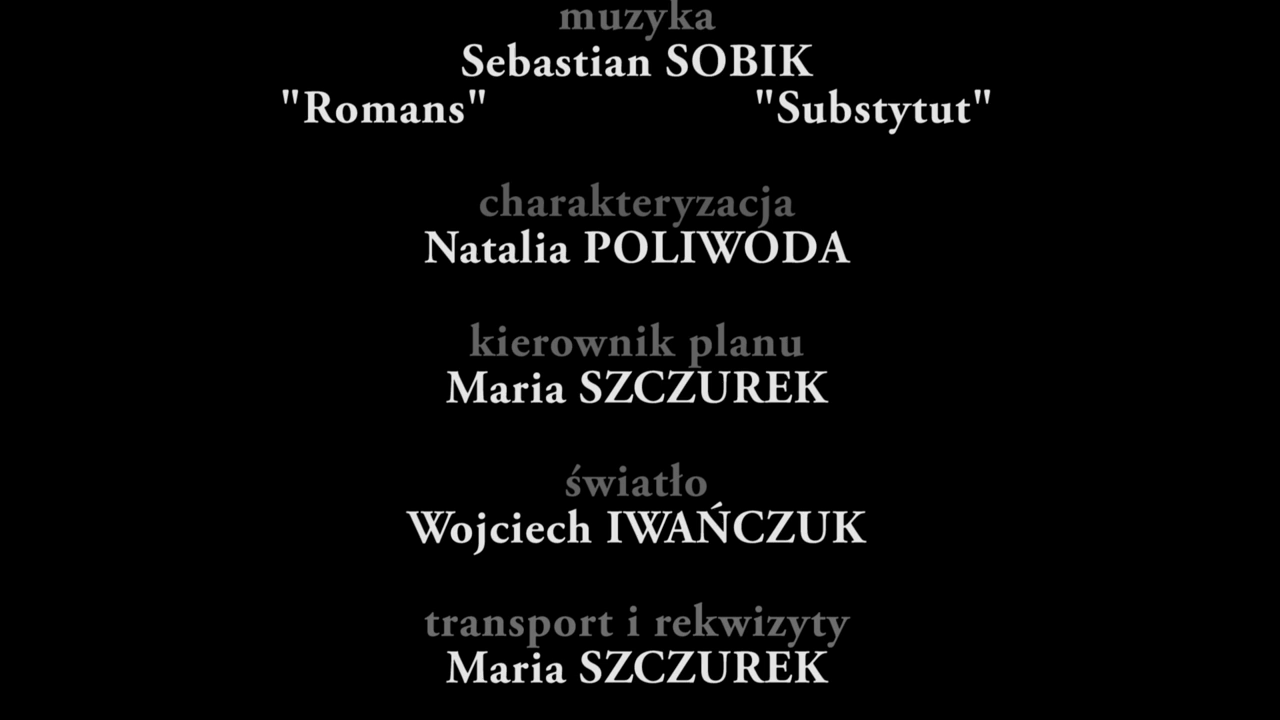 muzyka
Sebastian SOBIK
"Romans" "Substytut"
charakteryzacja
Natalia POLIWODA
kierownik planu
Maria SZCZUREK
światło
Wojciech IWAŃCZUK
transport i rekwizyty
Maria SZCZUREK